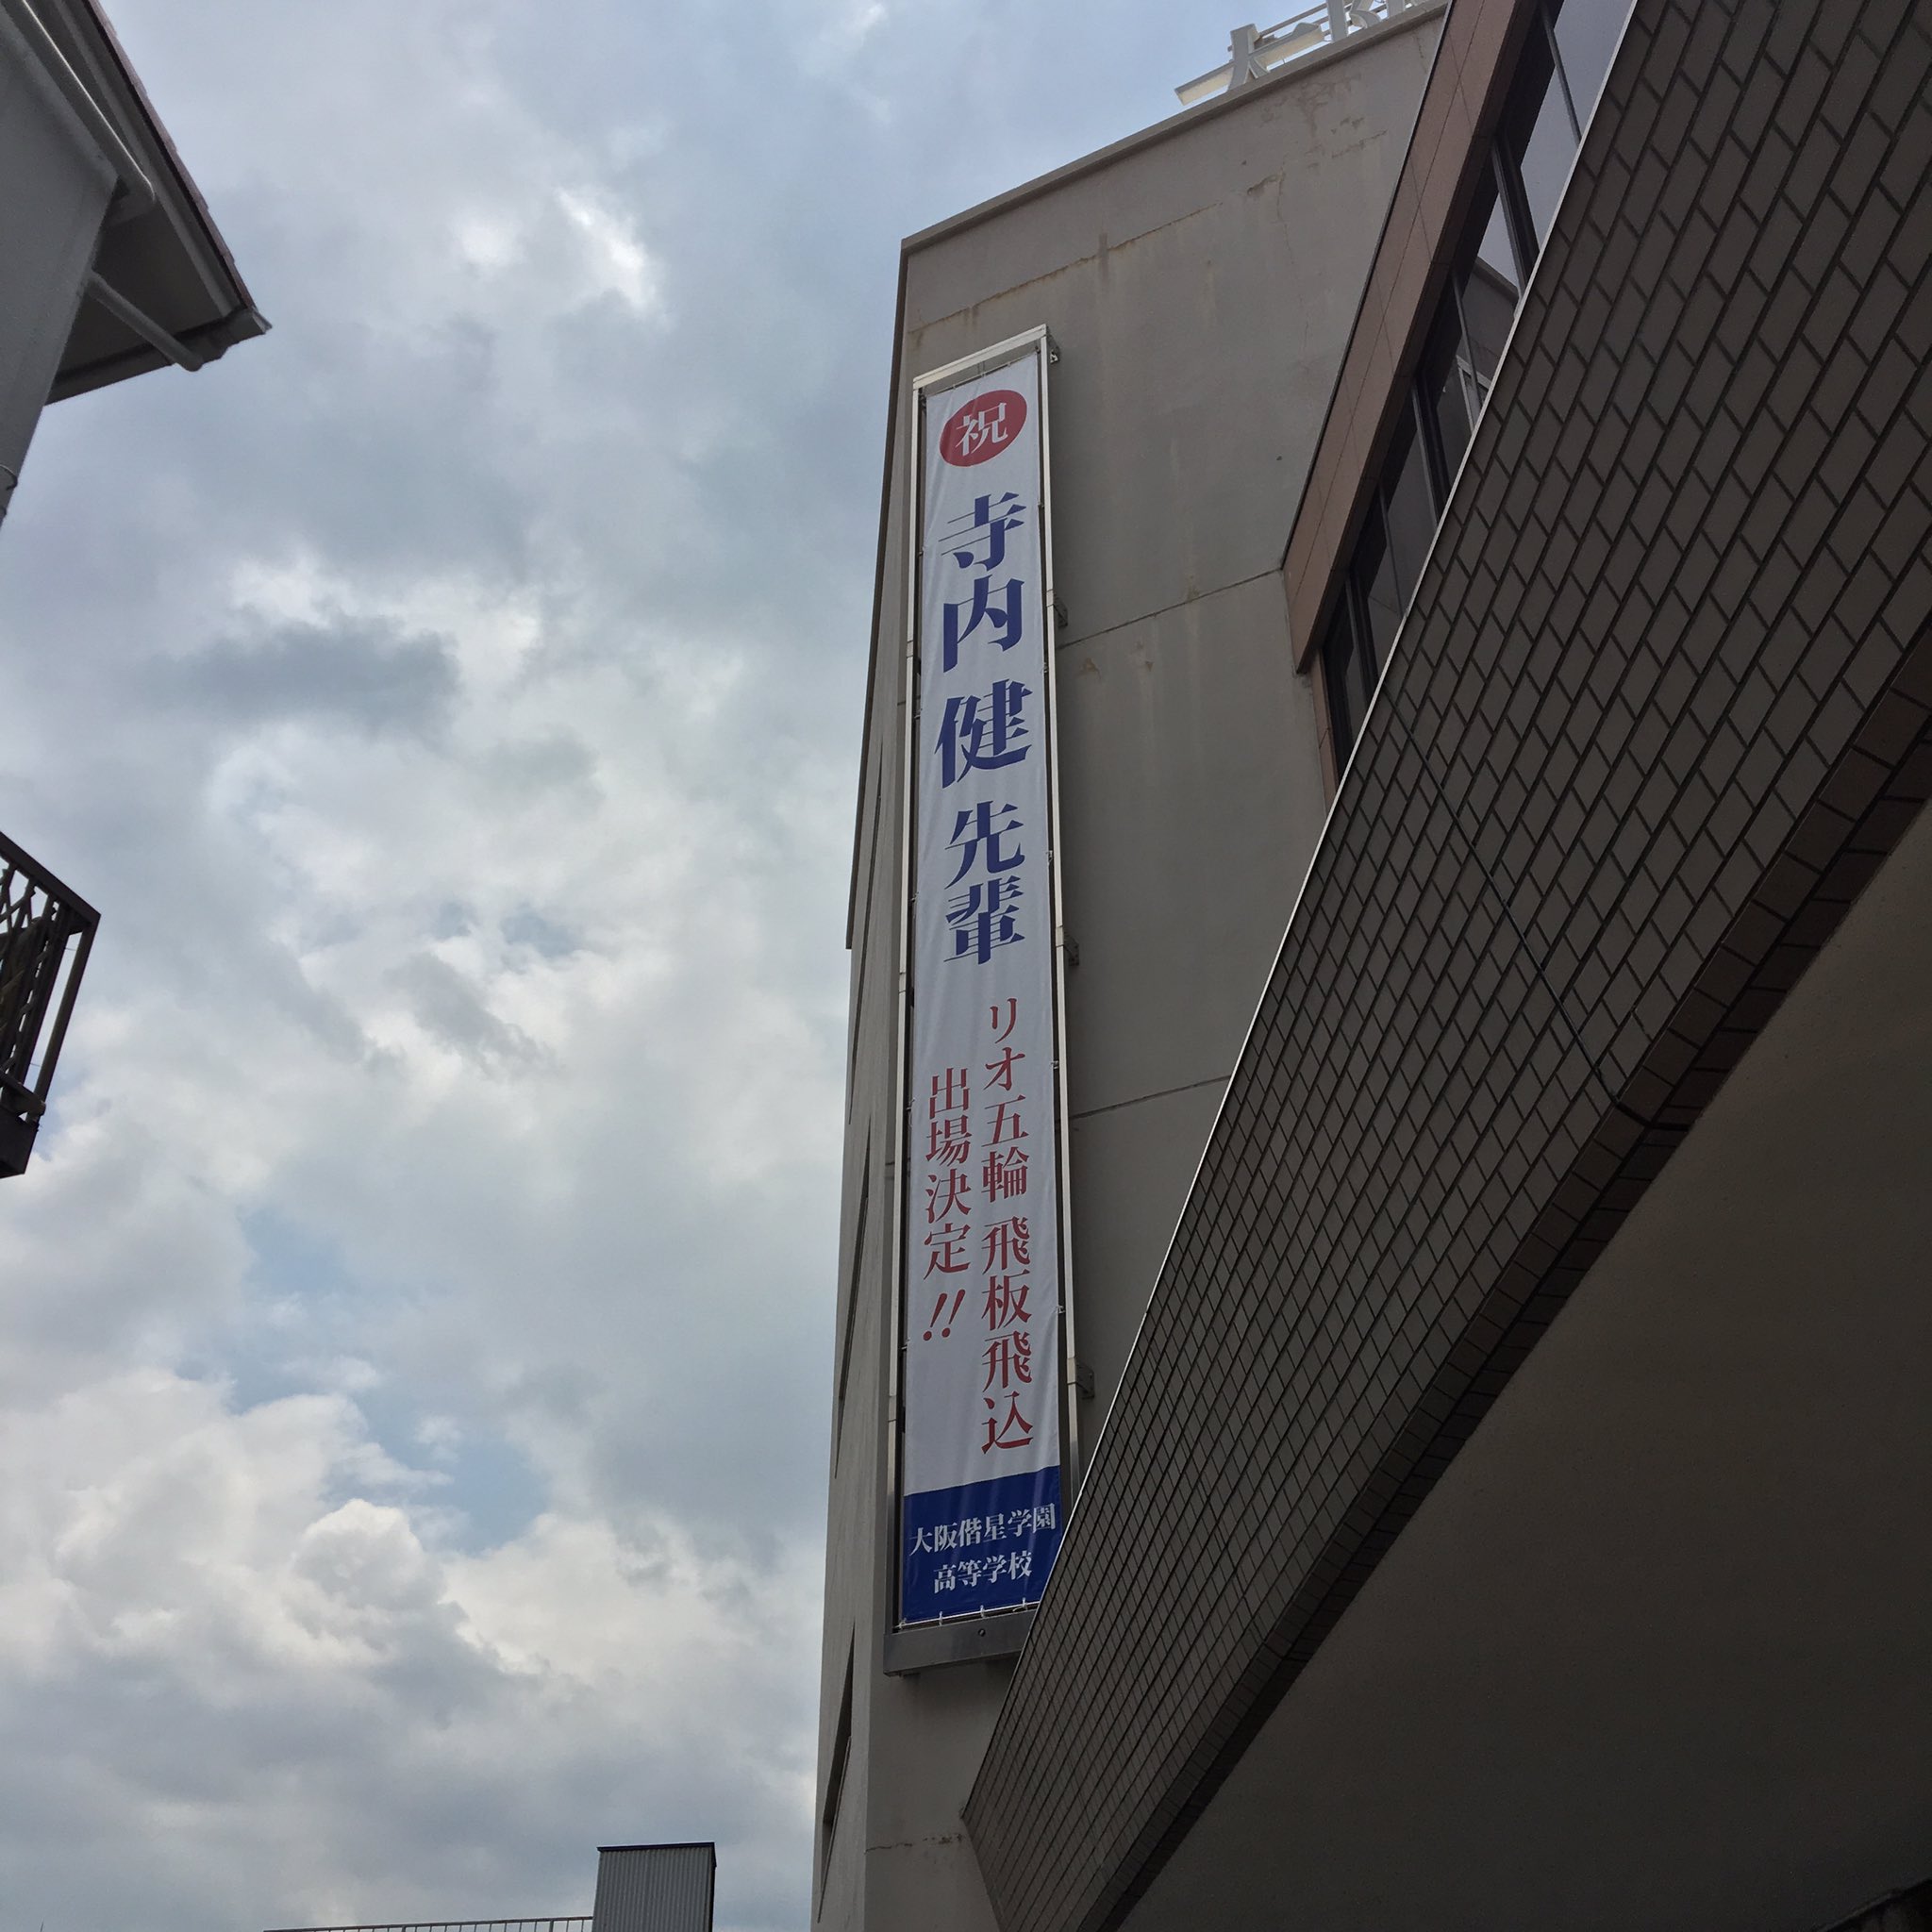 祝
寺内 健 先輩
リオ五輪 飛板飛込
出場決定!!
大阪偕星学園
高等学校